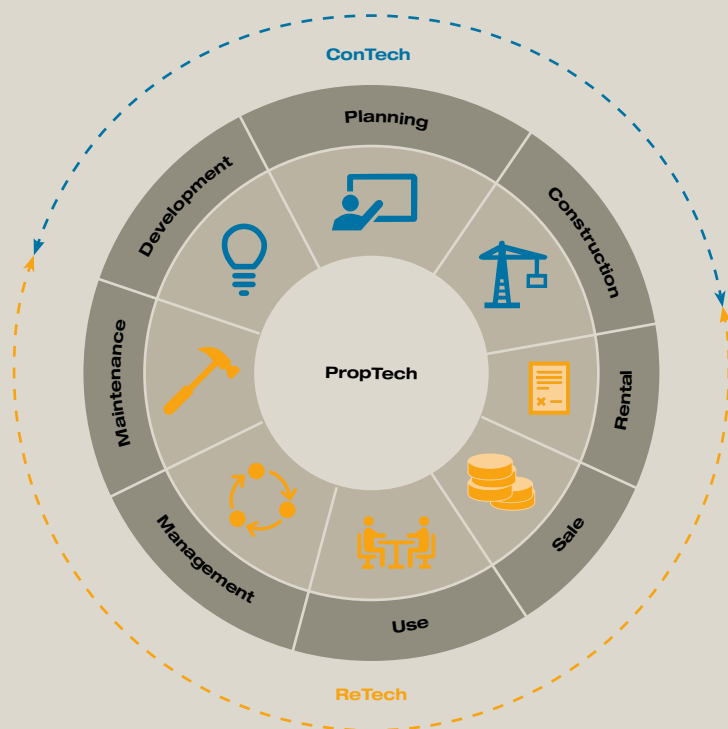 ConTech
Planning
Development
Construction
Maintenance
PropTech
Rental
Management
Sale
Use
ReTech